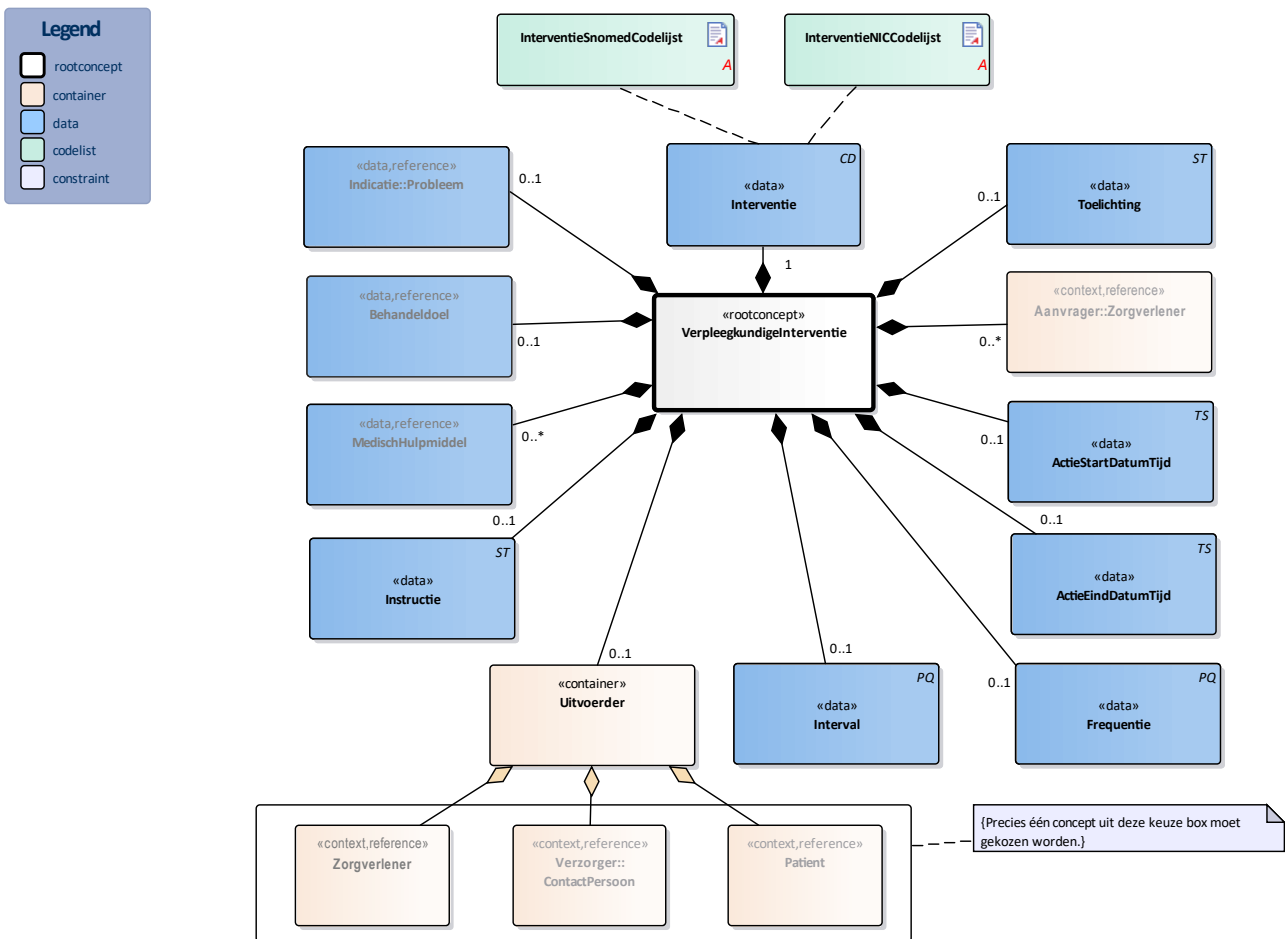 Legend
rootconcept
container
data
codelist
constraint
InterventieSnomedCodelijst
A
InterventieNICCodelijst
A
«data,reference»
Indicatie::Probleem
0..1
CD
«data»
Interventie
1
ST
«data»
Toelichting
0..1
«data,reference»
Behandeldoel
0..1
«rootconcept»
VerpleegkundigeInterventie
«context,reference»
Aanvrager::Zorgverlener
0..*
«data,reference»
MedischHulpmiddel
0..*
TS
«data»
ActieStartDatumTijd
0..1
ST
«data»
Instructie
0..1
TS
«data»
ActieEindDatumTijd
0..1
«container»
Uitvoerder
0..1
PQ
«data»
Interval
0..1
PQ
«data»
Frequentie
0..1
«context,reference»
Zorgverlener
«context,reference»
Verzorger::
ContactPersoon
«context,reference»
Patient
{Precies één concept uit deze keuze box moet
gekozen worden.}